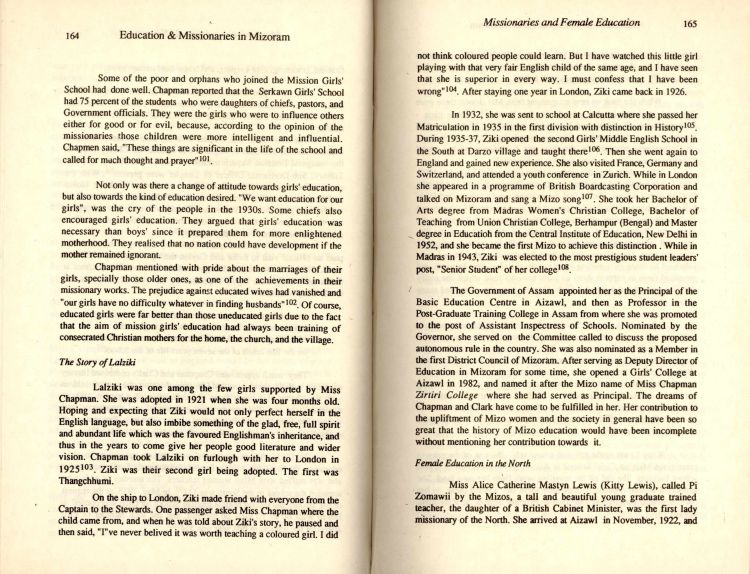 164 Education & Missionaries in Mizoram
Some of the poor and orphans who joined the Mission Girls'
School had done well. Chapman reported that the Serkawn Girls' School
had 75 percent of the students who were daughters of chiefs, pastors, and
Government officials. They were the girls who were to influence others
either for good or for evil, because, according to the opinion of the
missionaries those children were more intelligent and influential.
Chapmen said, "These things are significant in the life of the school and
called for much thought and prayer"101.
Not only was there a change of attitude towards girls' education,
but also towards the kind of education desired. "We want education for our
girls", was the cry of the people in the 1930s. Some chiefs also
encouraged girls' education. They argued that girls' education was
necessary than boys' since it prepared them for more enlightened
motherhood. They realised that no nation could have development if the
mother remained ignorant.
Chapman mentioned with pride about the marriages of their
girls, specially those older ones, as one of the achievements in their
missionary works. The prejudice against educated wives had vanished and
"our girls have no difficulty whatever in finding husbands"102. Of course,
educated girls were far better than those uneducated girls due to the fact
that the aim of mission girls' education had always been training of
consecrated Christian mothers for the home, the church, and the village.
The Story of Lalziki
Lalziki was one among the few girls supported by Miss
Chapman. She was adopted in 1921 when she was four months old.
Hoping and expecting that Ziki would not only perfect herself in the
English language, but also imbibe something of the glad, free, full spirit
and abundant life which was the favoured Englishman's inheritance, and
thus in the years to come give her people good literature and wider
vision. Chapman took Lalziki on furlough with her to London in
1925103. Ziki was their second girl being adopted. The first was
Thangchhumi.
On the ship to London, Ziki made friend with everyone from the
Captain to the Stewards. One passenger asked Miss Chapman where the
child came from, and when he was told about Ziki's story, he paused and
then said, "I"ve never belived it was worth teaching a coloured girl. I did
Missionaries and Female Education 165
not think coloured people could learn. But I have watched this little girl
playing with that very fair English child of the same age, and I have seen
that she is superior in every way. I must confess that I have been
wrong"104. After staying one year in London, Ziki came back in 1926.
In 1932, she was sent to school at Calcutta where she passed her
Matriculation in 1935 in the first division with distinction in History105.
During 1935-37, Ziki opened the second Girls' Middle English School in
the South at Darzo village and taught there106. Then she went again to
England and gained new experience. She also visited France, Germany and
Switzerland, and attended a youth conference in Zurich. While in London
she appeared in a programme of British Boardcasting Corporation and
talked on Mizoram and sang a Mizo song107. She took her Bachelor of
Arts degree from Madras Women's Christian College, Bachelor of
Teaching from Union Christian College, Berhampur (Bengal) and Master
degree in Education from the Central Institute of Education, New Delhi in
1952, and she became the first Mizo to achieve this distinction . While in
Madras in 1943, Ziki was elected to the most prestigious student leaders'
post, "Senior Student" of her college108.
The Government of Assam appointed her as the Principal of the
Basic Education Centre in Aizawl, and then as Professor in the
Post-Graduate Training College in Assam from where she was promoted
to the post of Assistant Inspectress of Schools. Nominated by the
Governor, she served on the Committee called to discuss the proposed
autonomous rule in the country. She was also nominated as a Member in
the first District Council of Mizoram. After serving as Deputy Director of
Education in Mizoram for some time, she opened a Girls' College at
Aizawl in 1982, and named it after the Mizo name of Miss Chapman
Zirtiri College where she had served as Principal. The dreams of
Chapman and Clark have come to be fulfilled in her. Her contribution to
the upliftment of Mizo women and the society in general have been so
great that the history of Mizo education would have been incomplete
without mentioning her contribution towards it.
Female Education in the North
Miss Alice Catherine Mastyn Lewis (Kitty Lewis), called Pi
Zomawii by the Mizos, a tall and beautiful young graduate trained
teacher, the daughter of a British Cabinet Minister, was the first lady
missionary of the North. She arrived at Aizawl in November, 1922, and